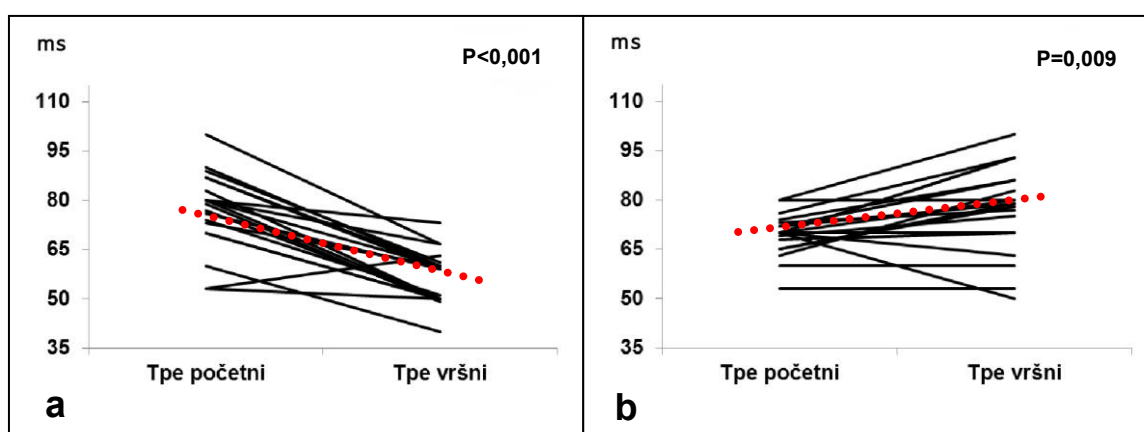 ms
P<0,001
110
95
80
65
50
35
Tpe početni
Tpe vršni
a
ms
P=0,009
110
95
80
65
50
35
Tpe početni
Tpe vršni
b